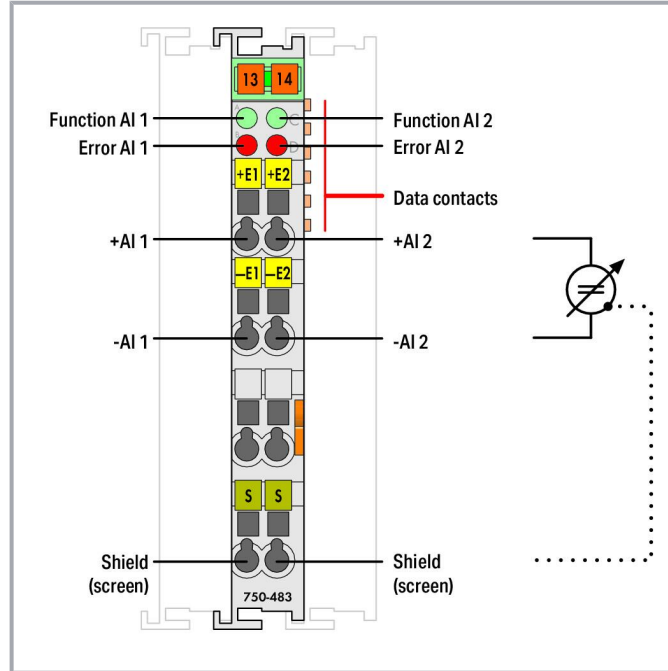 13 14
Function AI 1
C
Function AI 2
Error AI 1
D
Error AI 2
+E1 +E2
Data contacts
+AI 1
+AI 2
—E1 —E2
-AI 1
-AI 2
S S
Shield
(screen)
Shield
(screen)
750-483